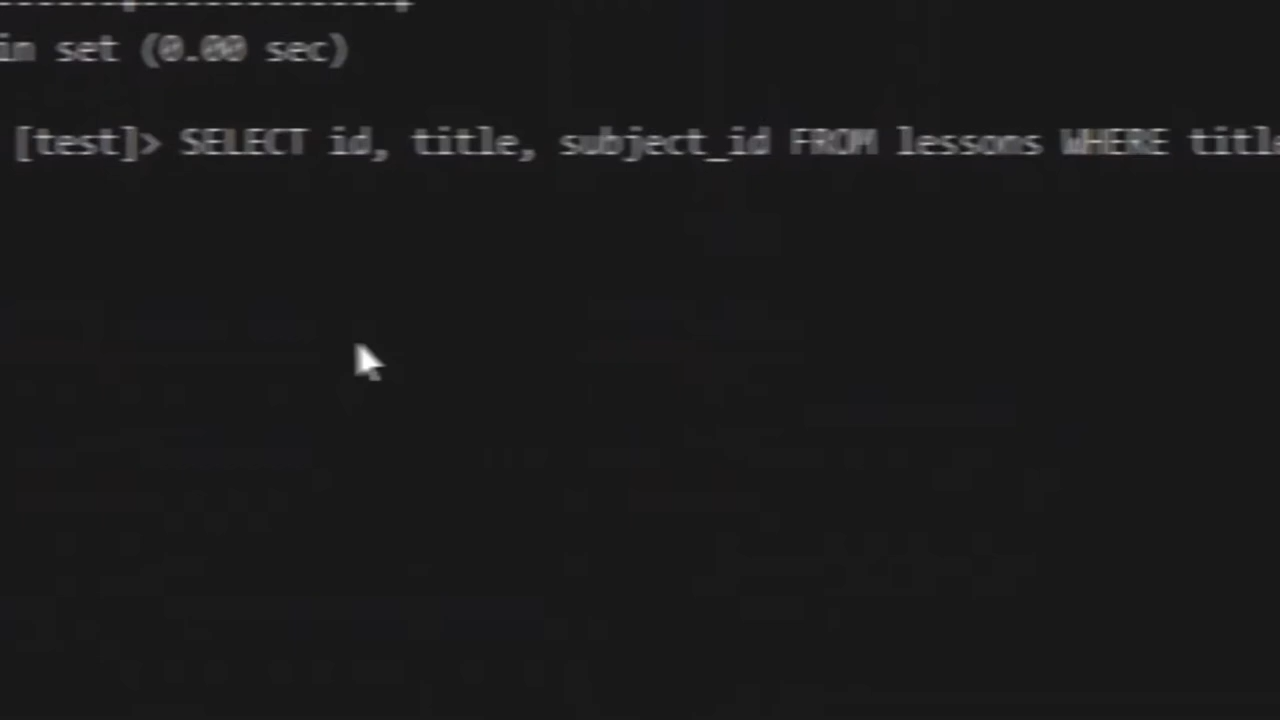 in set (0.00 sec)
[test]> SELECT id, title, subject_id FROM lessons WHERE title